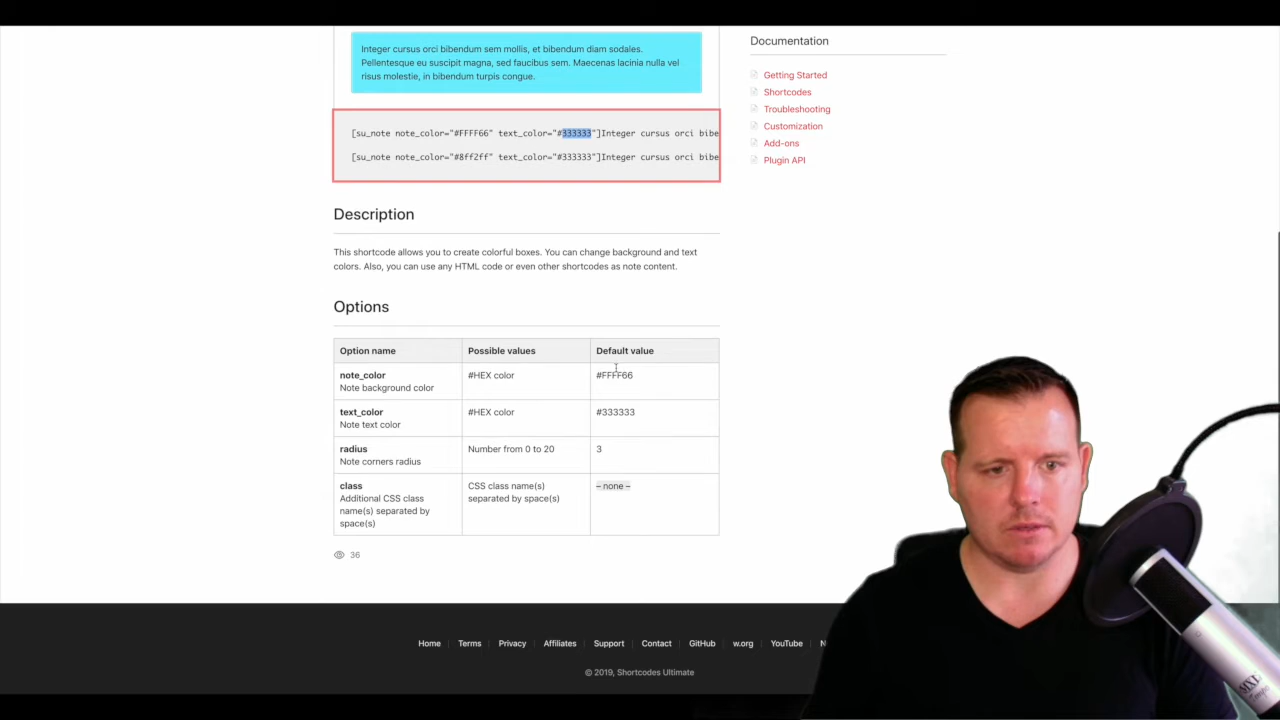 Integer cursus orci bibendum sem mollis, et bibendum diam sodales.
Pellentesque eu suscipit magna, sed faucibus sem. Maecenas lacinia nulla vel
risus molestie, in bibendum turpis congue.
[su_note note_color="#FFFF66" text_color="#333333"]Integer cursus orci bibe
[su_note note_color="#8ff2ff" text_color="#333333"]Integer cursus orci bibe
Description
This shortcode allows you to create colorful boxes. You can change background and text
colors. Also, you can use any HTML code or even other shortcodes as note content.
Options
Option name Possible values Default value
note_color #HEX color #FFFF66
Note background color
text_color #HEX color #333333
Note text color
radius Number from 0 to 20 3
Note corners radius
class CSS class name(s) – none –
Additional CSS class separated by space(s)
name(s) separated by
space(s)
36
Documentation
Getting Started
Shortcodes
Troubleshooting
Customization
Add-ons
Plugin API
Home Terms Privacy Affiliates Support Contact GitHub w.org YouTube N
© 2019, Shortcodes Ultimate
MXL